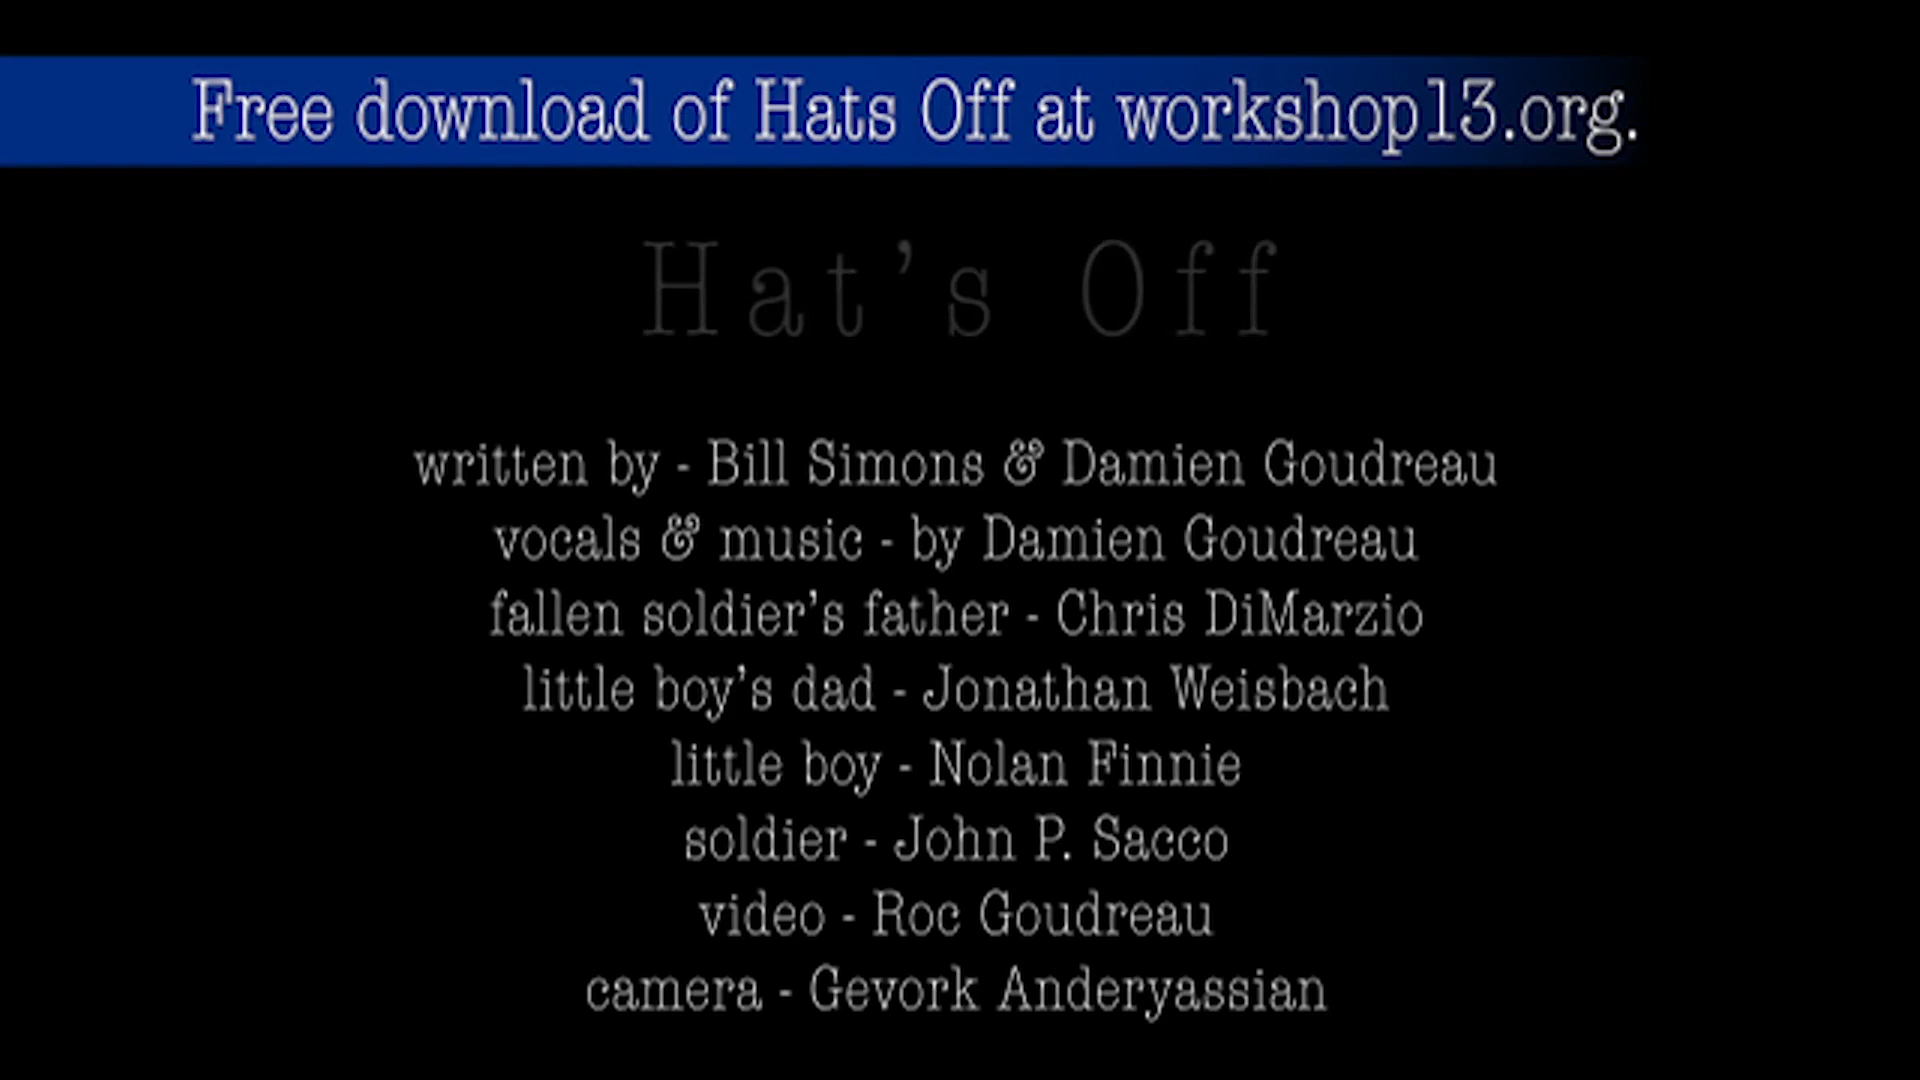 Free download of Hats Off at workshop13.org.
Hat’s Off
written by - Bill Simons & Damien Goudreau
vocals & music - by Damien Goudreau
fallen soldier’s father - Chris DiMarzio
little boy’s dad - Jonathan Weisbach
little boy - Nolan Finnie
soldier - John P. Sacco
video - Roc Goudreau
camera - Gevork Anderyassian